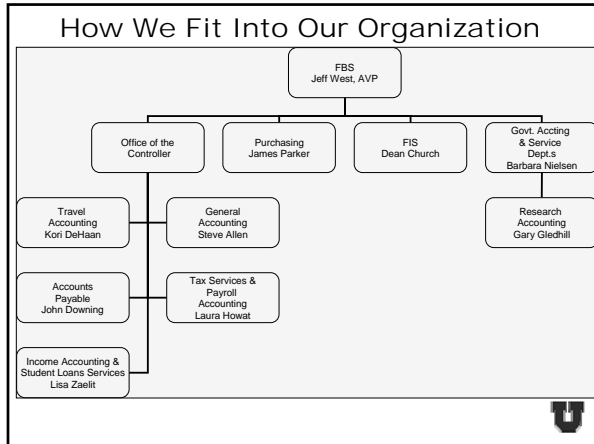 How We Fit Into Our Organization
FBS
Jeff West, AVP
Office of the
Controller
Purchasing
James Parker
FIS
Dean Church
Govt. Accting
& Service
Dept.s
Barbara Nielsen
Travel
Accounting
Kori DeHaan
General
Accounting
Steve Allen
Research
Accounting
Gary Gledhill
Accounts
Payable
John Downing
Tax Services &
Payroll
Accounting
Laura Howat
Income Accounting &
Student Loans Services
Lisa Zaelit
U